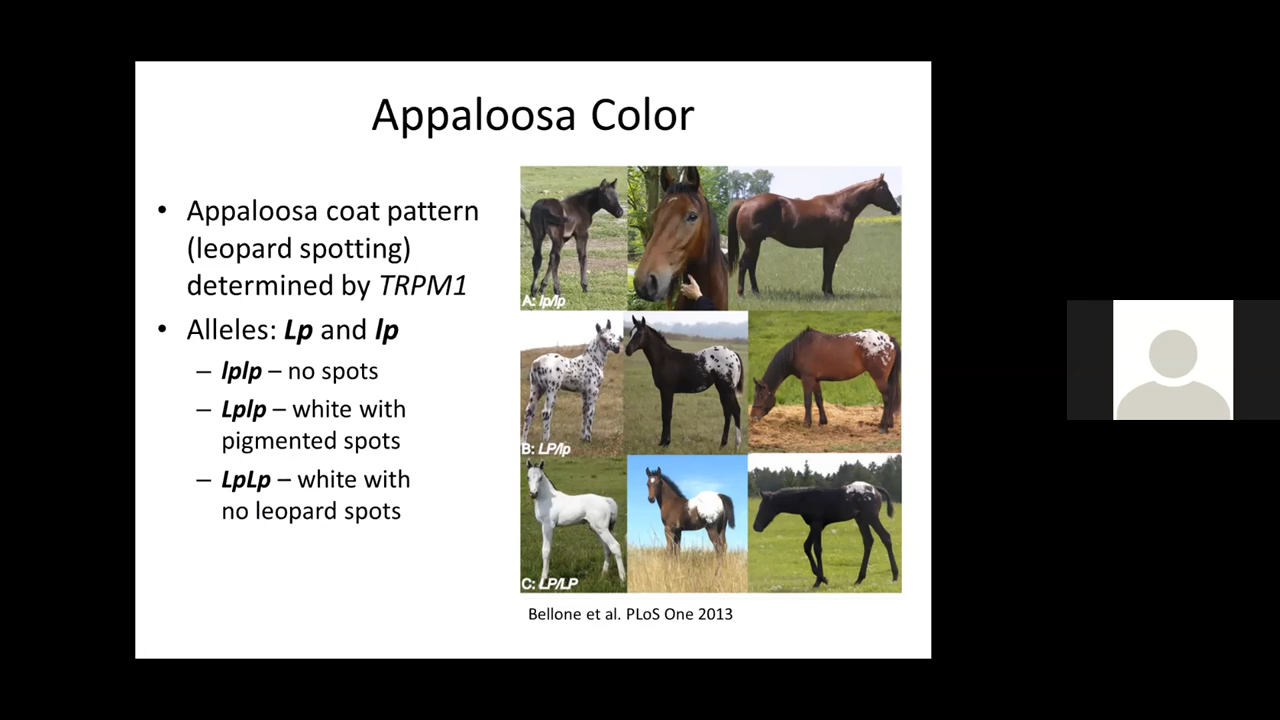 Appaloosa Color
• Appaloosa coat pattern
(leopard spotting)
determined by TRPM1
• Alleles: Lp and lp
– lplp – no spots
– Lplp – white with
pigmented spots
– LpLp – white with
no leopard spots
A: lp/lp
B: LP/lp
C: LP/LP
Bellone et al. PLoS One 2013